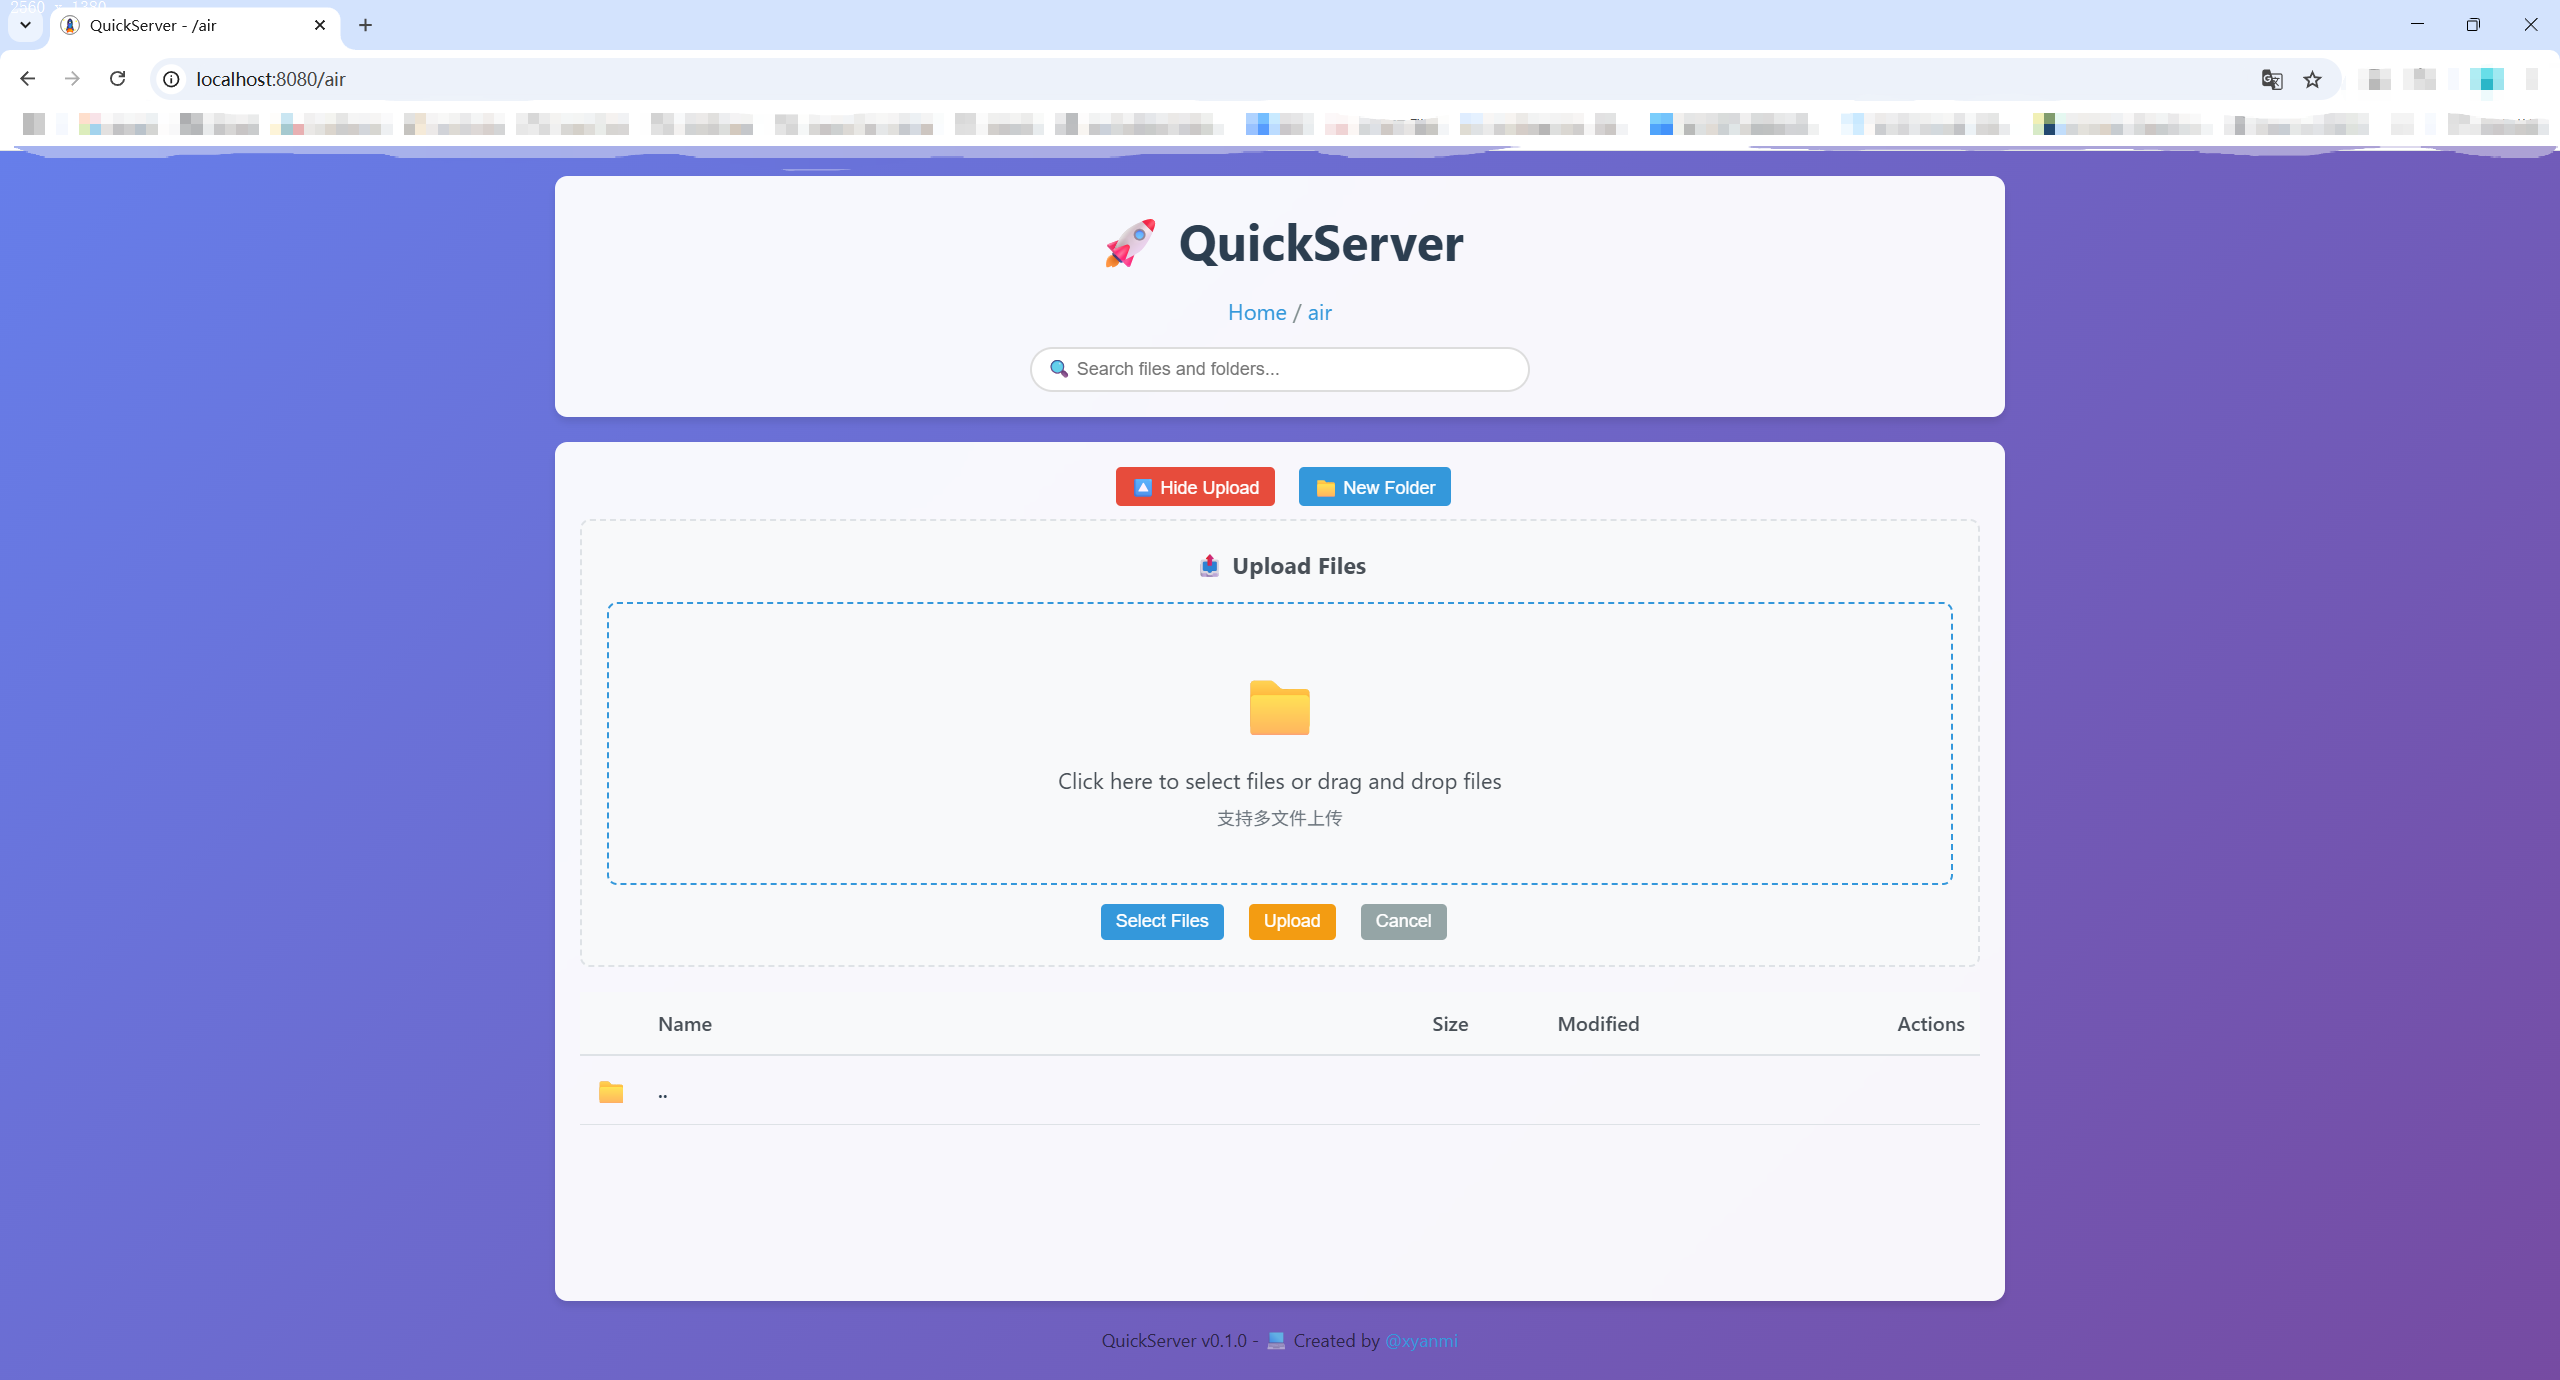 2560 x 1380
QuickServer - /air
localhost:8080/air
QuickServer
Home / air
Search files and folders...
Hide Upload
New Folder
Upload Files
Click here to select files or drag and drop files
支持多文件上传
Select Files
Upload
Cancel
Name Size Modified Actions
..
QuickServer v0.1.0 - Created by @xyanmi